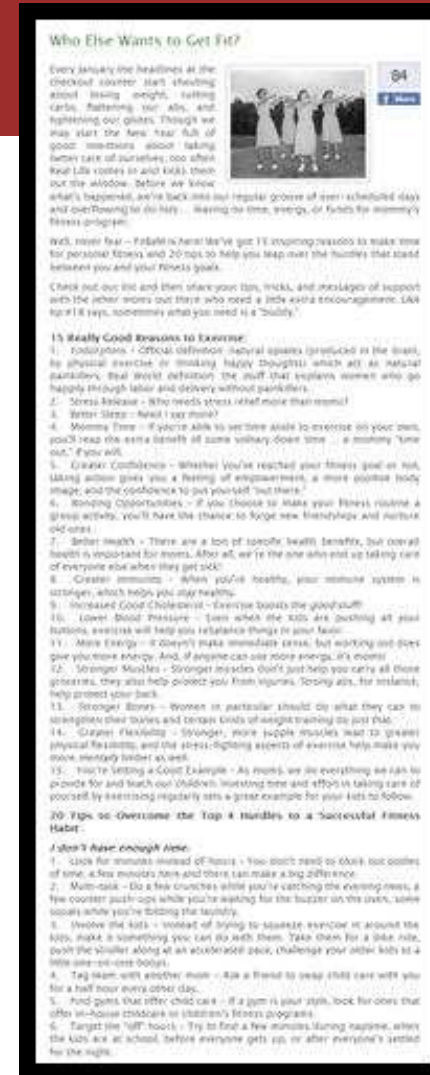 Who Else Wants to Get Fit?
84
f Share
Every January the headlines at the
checkout counter start shouting
about losing weight, cutting
carbs, flattening our abs, and
tightening our glutes. Though we
may start the New Year full of
good intentions about taking
better care of ourselves, too often
Real Life comes in and kicks them
out the window. Before we know
what's happened, we're back into our regular groove of over-scheduled days
and overflowing to do lists ... leaving no time, energy, or funds for mommy's
fitness program.
Well, never fear – is here! We've got 15 inspiring reasons to make time
for personal fitness and 20 tips to help you leap over the hurdles that stand
between you and your fitness goals.
Check out our list and then share your tips, tricks, and messages of support
with the other moms out there who need a little extra encouragement. Like
tip #18 says, sometimes what you need is a "buddy."
15 Really Good Reasons to Exercise
1. Endorphins – Official definition: natural opiates (produced in the brain,
by physical exercise or thinking happy thoughts) which act as natural
painkillers. Real World definition: the stuff that explains women who go
happily through labor and delivery without painkillers.
2. Stress Release – Who needs stress relief more than moms?
3. Better Sleep – Need I say more?
4. Mommy Time – If you're able to set time aside to exercise on your own,
you'll reap the extra benefit of some solitary down time ... a mommy "time
out," if you will.
5. Greater Confidence – Whether you've reached your fitness goal or not,
taking action gives you a feeling of empowerment, a more positive body
image, and the confidence to put yourself "out there."
6. Bonding Opportunities – If you choose to make your fitness routine a
group activity, you'll have the chance to forge new friendships and nurture
old ones.
7. Better Health – There are a ton of specific health benefits, but overall
health is important for moms. After all, we're the one who end up taking care
of everyone else when they get sick!
8. Greater Immunity – When you're healthy, your immune system is
stronger, which helps you stay healthy.
9. Increased Good Cholesterol – Exercise boosts the good stuff!
10. Lower Blood Pressure – Even when the kids are pushing all your
buttons, exercise will help you rebalance things in your favor.
11. More Energy – It doesn't make immediate sense, but working out does
give you more energy. And, if anyone can use more energy, it's moms!
12. Stronger Muscles – Stronger muscles don't just help you carry all those
groceries, they also help protect you from injuries. Strong abs, for instance,
help protect your back.
13. Stronger Bones – Women in particular should do what they can to
strengthen their bones and certain kinds of weight training do just that.
14. Greater Flexibility – Stronger, more supple muscles lead to greater
physical flexibility, and the stress-fighting aspects of exercise help make you
more mentally limber as well.
15. You're Setting a Good Example – As moms, we do everything we can to
provide for and teach our children. Investing time and effort in taking care of
yourself by exercising regularly sets a great example for your kids to follow.
20 Tips to Overcome the Top 4 Hurdles to a Successful Fitness
Habit
I don't have enough time.
1. Look for minutes instead of hours – You don't need to block out oodles
of time, a few minutes here and there can make a big difference.
2. Multi-task – Do a few crunches while you're catching the evening news, a
few counter push-ups while you're waiting for the buzzer on the oven, some
squats while you're folding the laundry.
3. Involve the kids – Instead of trying to squeeze exercise in around the
kids, make it something you can do with them. Take them for a bike ride,
push the stroller along at an accelerated pace, challenge your older kids to a
little one-on-one hoops.
4. Tag team with another mom – Ask a friend to swap child care with you
for a half hour every other day.
5. Find gyms that offer child care – If a gym is your style, look for ones that
offer in-house childcare or children's fitness programs.
6. Target the "off" hours – Try to find a few minutes during naptime, when
the kids are at school, before everyone gets up, or after everyone's settled
for the night.